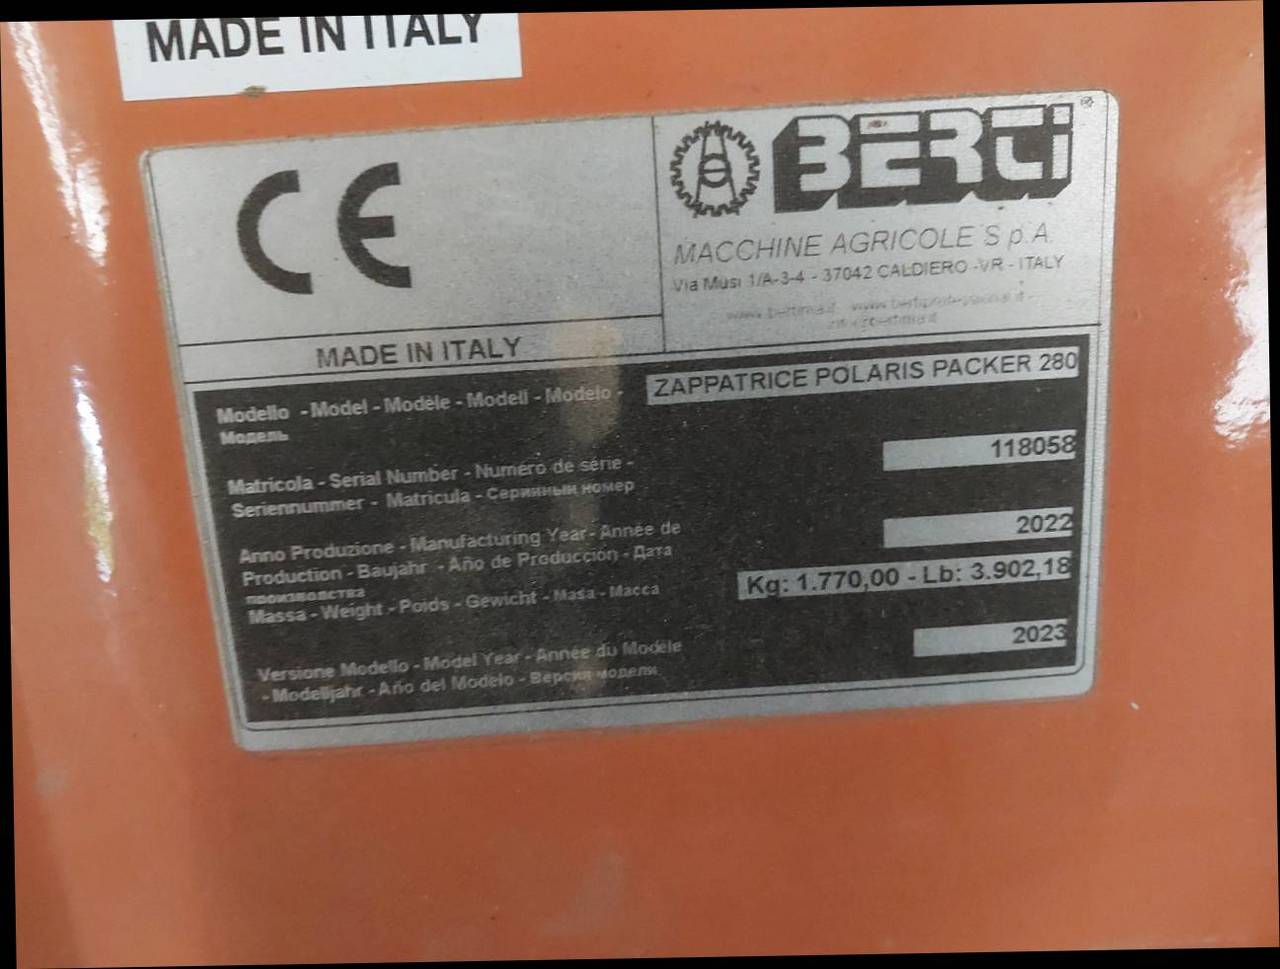 MADE IN ITALY
CE
BERTI®
MACCHINE AGRICOLE S.p.A.
Via Musi 1/A-3-4 - 37042 CALDIERO -VR - ITALY
MADE IN ITALY
Modello - Model - Modèle - Modell - Modelo - ZAPPATRICE POLARIS PACKER 280
Модель
Matricola - Serial Number - Numéro de série - 118058
Seriennummer - Matricula - Серийный номер
Anno Produzione - Manufacturing Year - Année de 2022
Production - Baujahr - Año de Producción - Дата
производства
Massa - Weight - Poids - Gewicht - Masa - Масса Kg: 1.770,00 - Lb: 3.902,18
Versione Modello - Model Year - Année du Modèle 2023
- Modelljahr - Año del Modelo - Версия модели